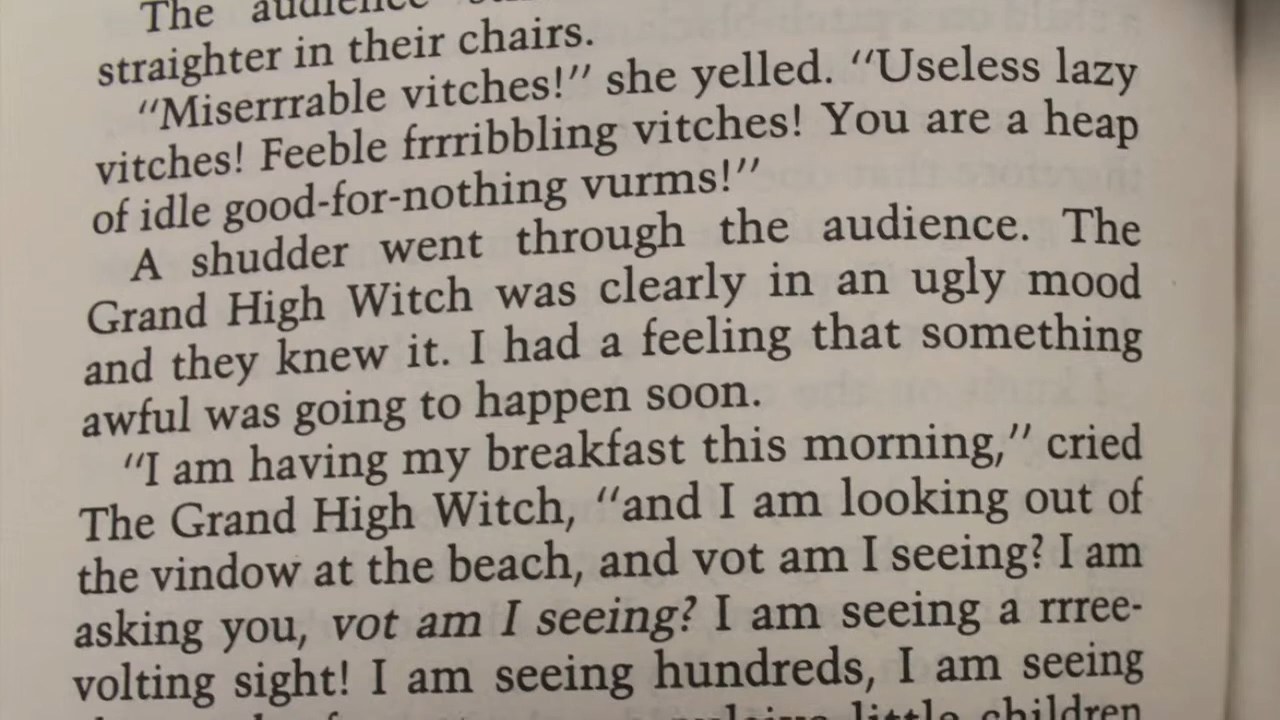 The audience
straighter in their chairs.
“Miserrrable vitches!” she yelled. “Useless lazy
vitches! Feeble frrribbling vitches! You are a heap
of idle good-for-nothing vurms!”
A shudder went through the audience. The
Grand High Witch was clearly in an ugly mood
and they knew it. I had a feeling that something
awful was going to happen soon.
“I am having my breakfast this morning,” cried
The Grand High Witch, “and I am looking out of
the vindow at the beach, and vot am I seeing? I am
asking you, vot am I seeing? I am seeing a rrree-
volting sight! I am seeing hundreds, I am seeing
little children